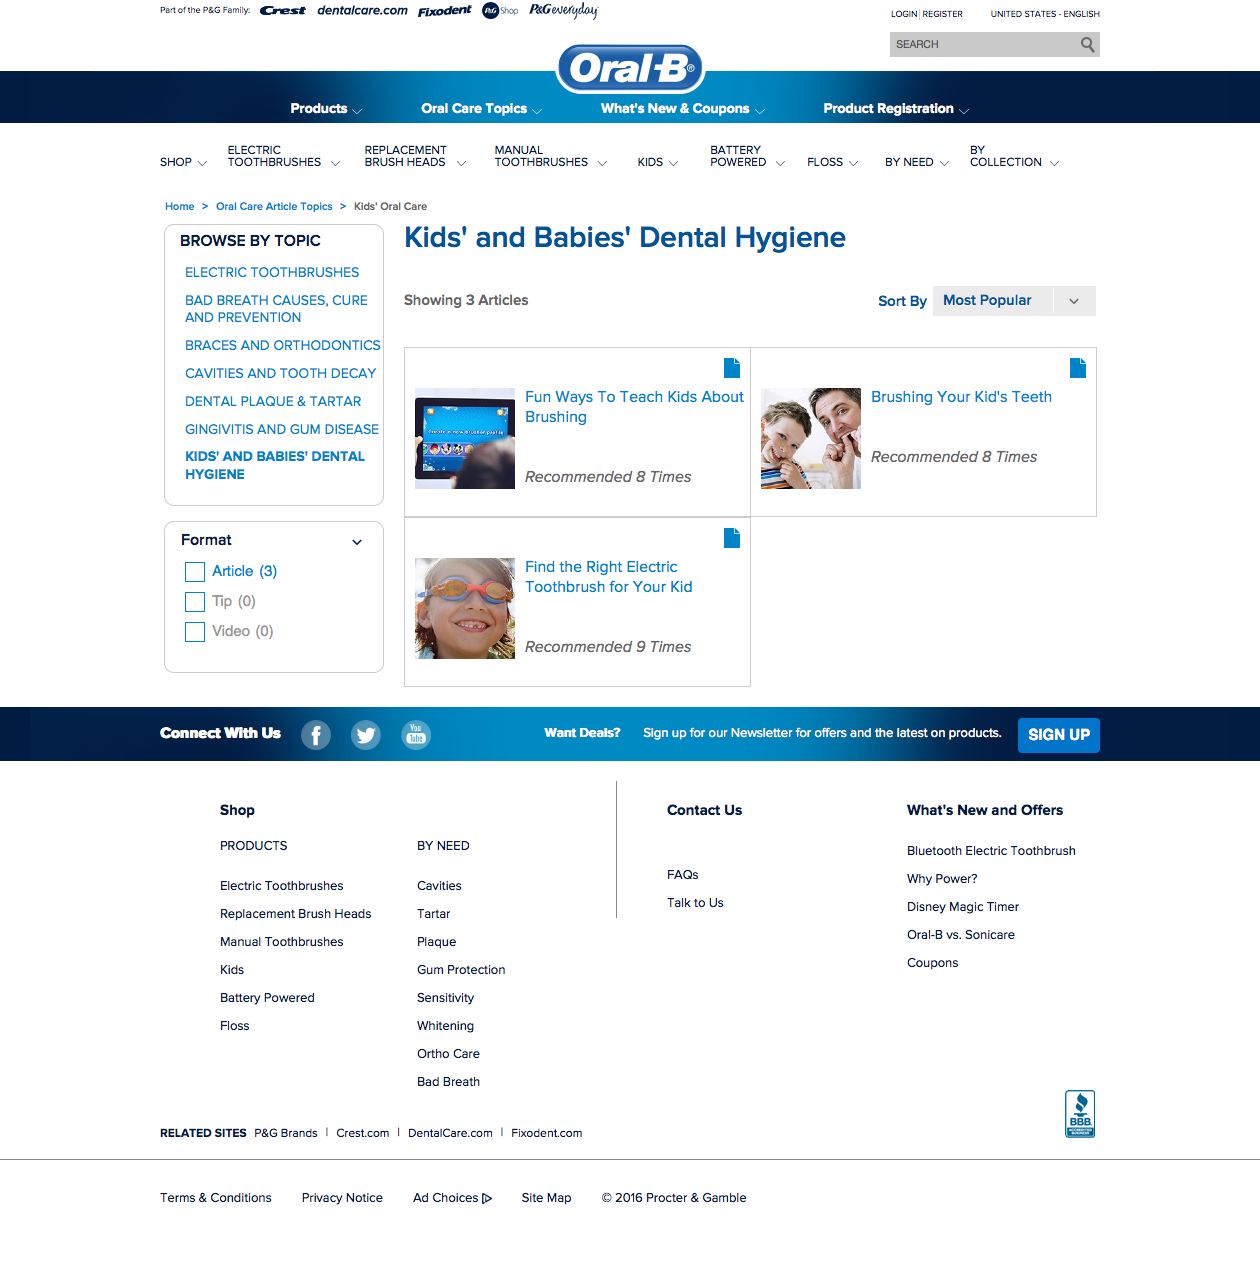 Part of the P&G Family: Crest dentalcare.com Fixodent P&G Shop P&G everyday
LOGIN | REGISTER UNITED STATES - ENGLISH
SEARCH
Oral-B®
Products Oral Care Topics What's New & Coupons Product Registration
SHOP
ELECTRIC
TOOTHBRUSHES
REPLACEMENT
BRUSH HEADS
MANUAL
TOOTHBRUSHES
KIDS
BATTERY
POWERED
FLOSS
BY NEED
BY
COLLECTION
Home > Oral Care Article Topics > Kids' Oral Care
BROWSE BY TOPIC
ELECTRIC TOOTHBRUSHES
BAD BREATH CAUSES, CURE
AND PREVENTION
BRACES AND ORTHODONTICS
CAVITIES AND TOOTH DECAY
DENTAL PLAQUE & TARTAR
GINGIVITIS AND GUM DISEASE
KIDS' AND BABIES' DENTAL
HYGIENE
Format
Article (3)
Tip (0)
Video (0)
Kids' and Babies' Dental Hygiene
Showing 3 Articles
Sort By Most Popular
Create a new Brusher profile
Fun Ways To Teach Kids About
Brushing
Recommended 8 Times
Brushing Your Kid's Teeth
Recommended 8 Times
Find the Right Electric
Toothbrush for Your Kid
Recommended 9 Times
Connect With Us
You
Tube
Want Deals? Sign up for our Newsletter for offers and the latest on products. SIGN UP
Shop
PRODUCTS
Electric Toothbrushes
Replacement Brush Heads
Manual Toothbrushes
Kids
Battery Powered
Floss
BY NEED
Cavities
Tartar
Plaque
Gum Protection
Sensitivity
Whitening
Ortho Care
Bad Breath
Contact Us
FAQs
Talk to Us
What's New and Offers
Bluetooth Electric Toothbrush
Why Power?
Disney Magic Timer
Oral-B vs. Sonicare
Coupons
BBB
ACCREDITED
BUSINESS
RELATED SITES P&G Brands | Crest.com | DentalCare.com | Fixodent.com
Terms & Conditions Privacy Notice Ad Choices Site Map © 2016 Procter & Gamble